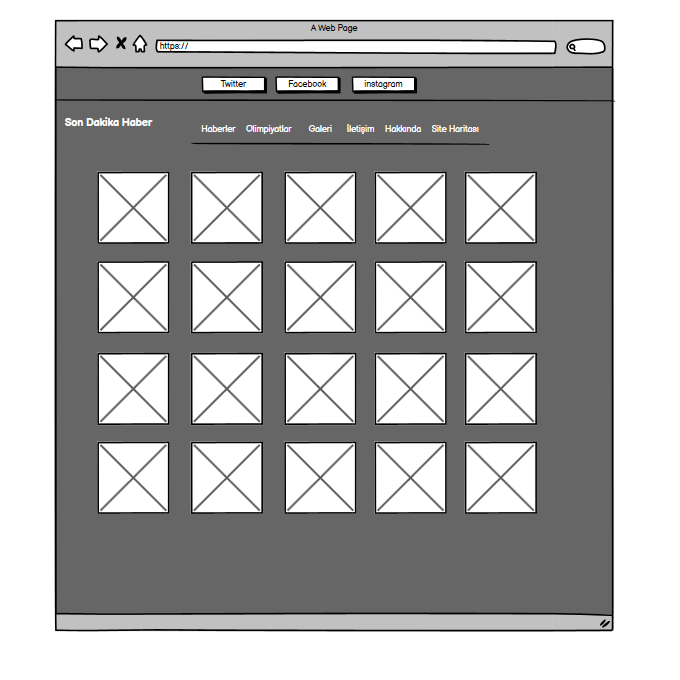 A Web Page
https://
Twitter Facebook instagram
Son Dakika Haber
Haberler Olimpiyatlar Galeri İletişim Hakkında Site Haritası